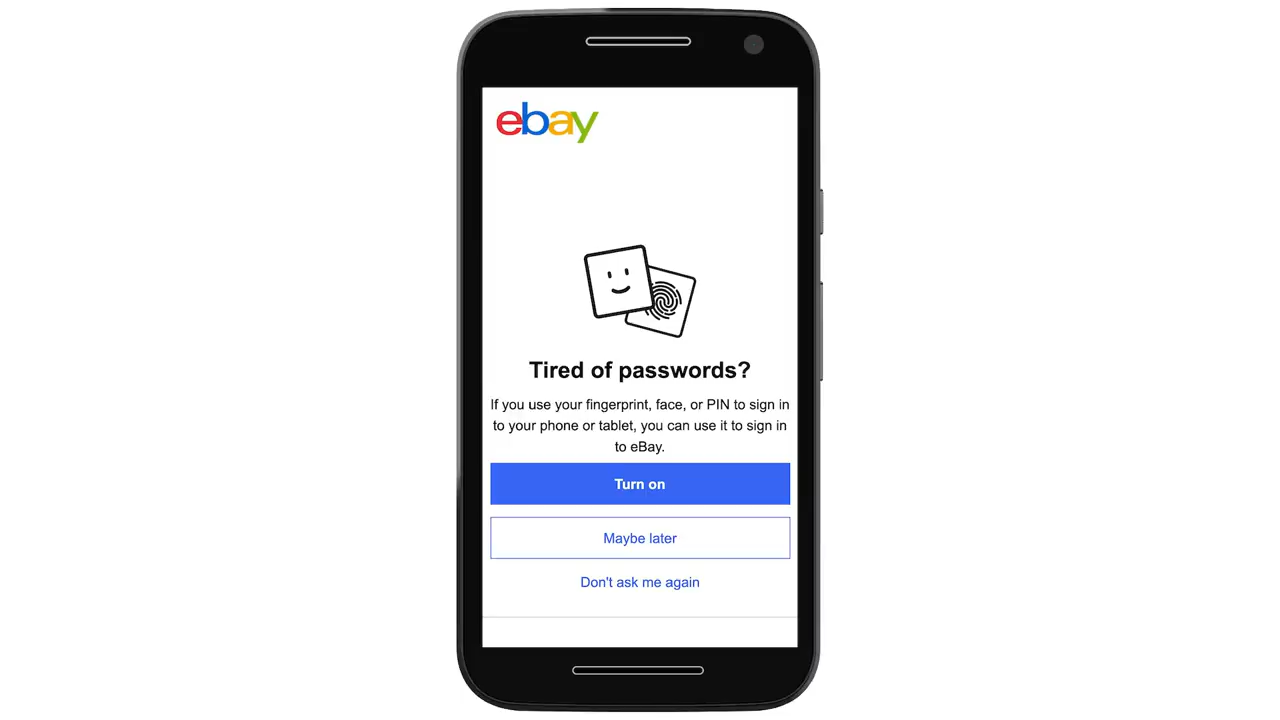 ebay
Tired of passwords?
If you use your fingerprint, face, or PIN to sign in
to your phone or tablet, you can use it to sign in
to eBay.
Turn on
Maybe later
Don't ask me again